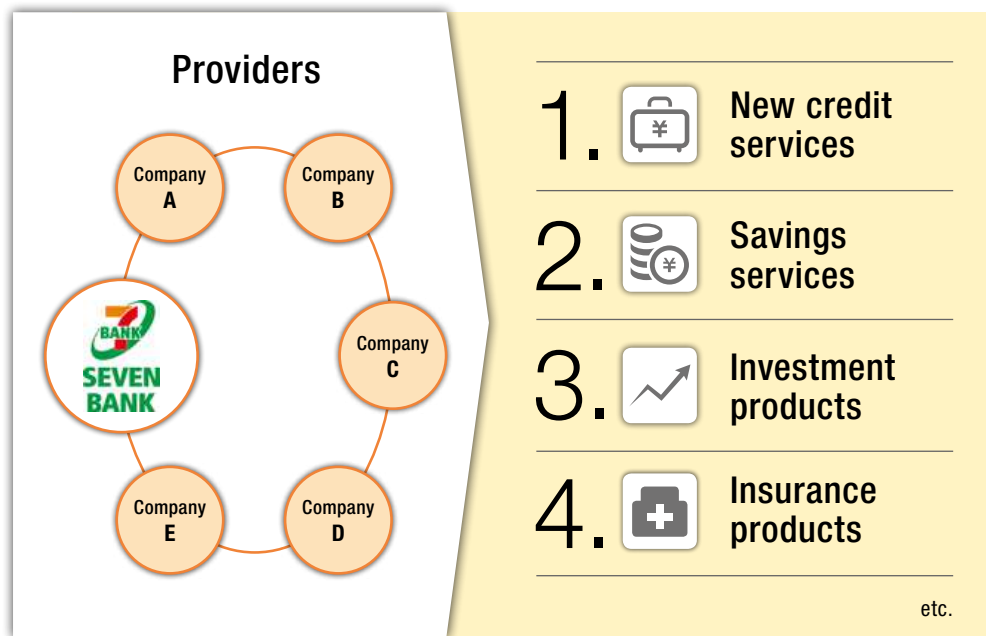 Providers
Company
A
Company
B
7
BANK
SEVEN
BANK
Company
C
Company
E
Company
D
1.
¥
New credit
services
2.
¥
Savings
services
3.
Investment
products
4.
Insurance
products
etc.